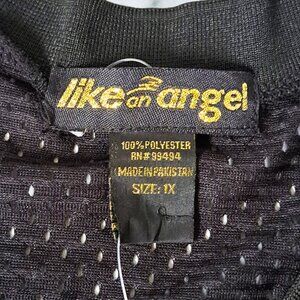 like an angel
100% POLYESTER
RN# 99494
MADE IN PAKISTAN
SIZE: 1X